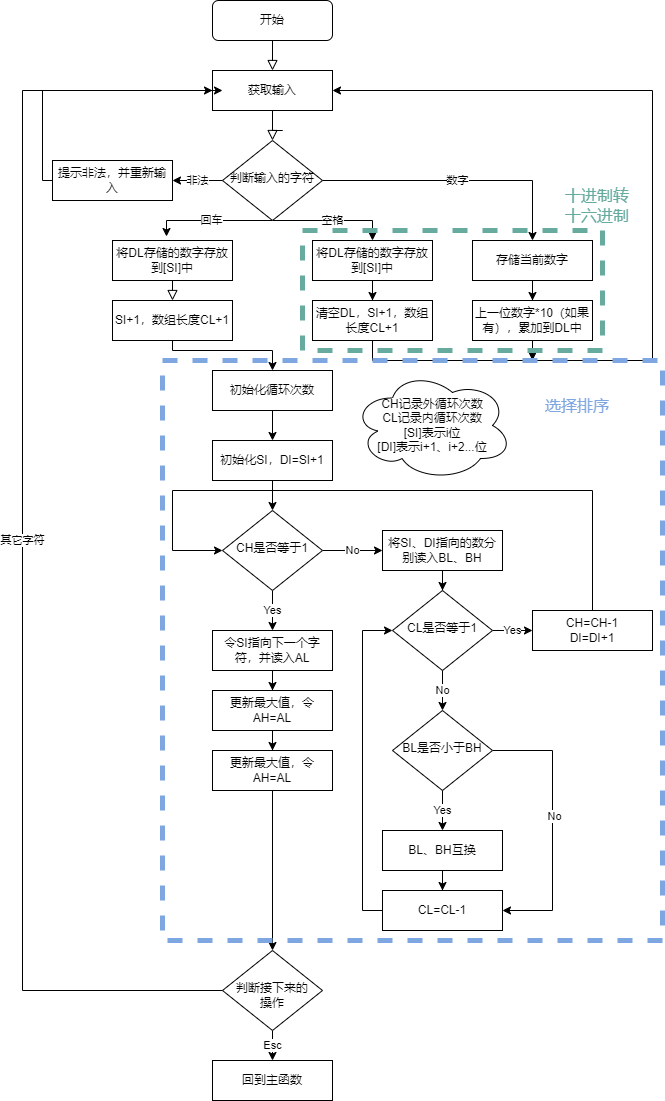 开始
获取输入
提示非法，并重新输
入
非法
判断输入的字符
数字
十进制转
十六进制
回车
空格
将DL存储的数字存放
到[SI]中
将DL存储的数字存放
到[SI]中
存储当前数字
SI+1，数组长度CL+1
清空DL，SI+1，数组
长度CL+1
上一位数字*10（如果
有），累加到DL中
初始化循环次数
CH记录外循环次数
CL记录内循环次数
[SI]表示i位
[DI]表示i+1、i+2...位
选择排序
初始化SI，DI=SI+1
其它字符
CH是否等于1
No
将SI、DI指向的数分
别读入BL、BH
Yes
CL是否等于1
Yes
CH=CH-1
DI=DI+1
令SI指向下一个字
符，并读入AL
No
更新最大值，令
AH=AL
BL是否小于BH
更新最大值，令
AH=AL
Yes
No
BL、BH互换
CL=CL-1
判断接下来的
操作
Esc
回到主函数